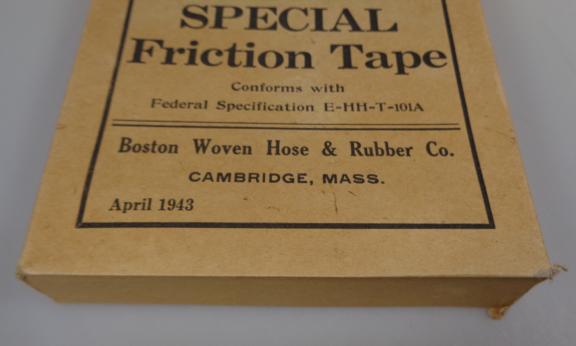 SPECIAL
Friction Tape
Conforms with
Federal Specification E-HH-T-101A
Boston Woven Hose & Rubber Co.
CAMBRIDGE, MASS.
April 1943